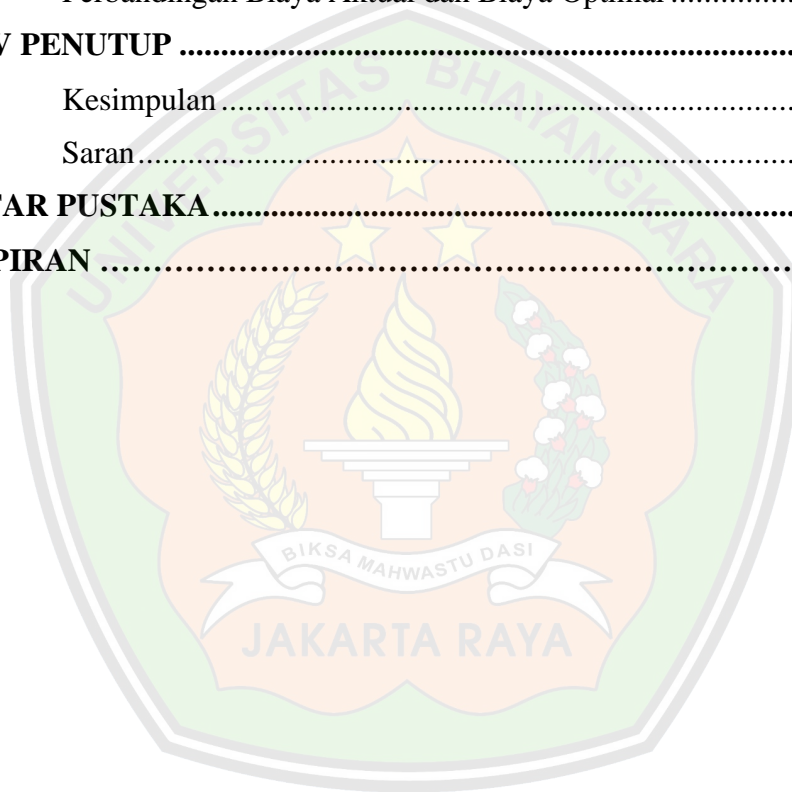 Perbandingan Biaya Aktual dan Biaya Optimal ..............
V PENUTUP ..........................................................................
Kesimpulan .......................................................................
Saran ..................................................................................
TAR PUSTAKA ......................................................................
PIRAN ……………………………………………………………
UNIVERSITAS BHAYANGKARA
BIKSA MAHWASTU DASI
JAKARTA RAYA